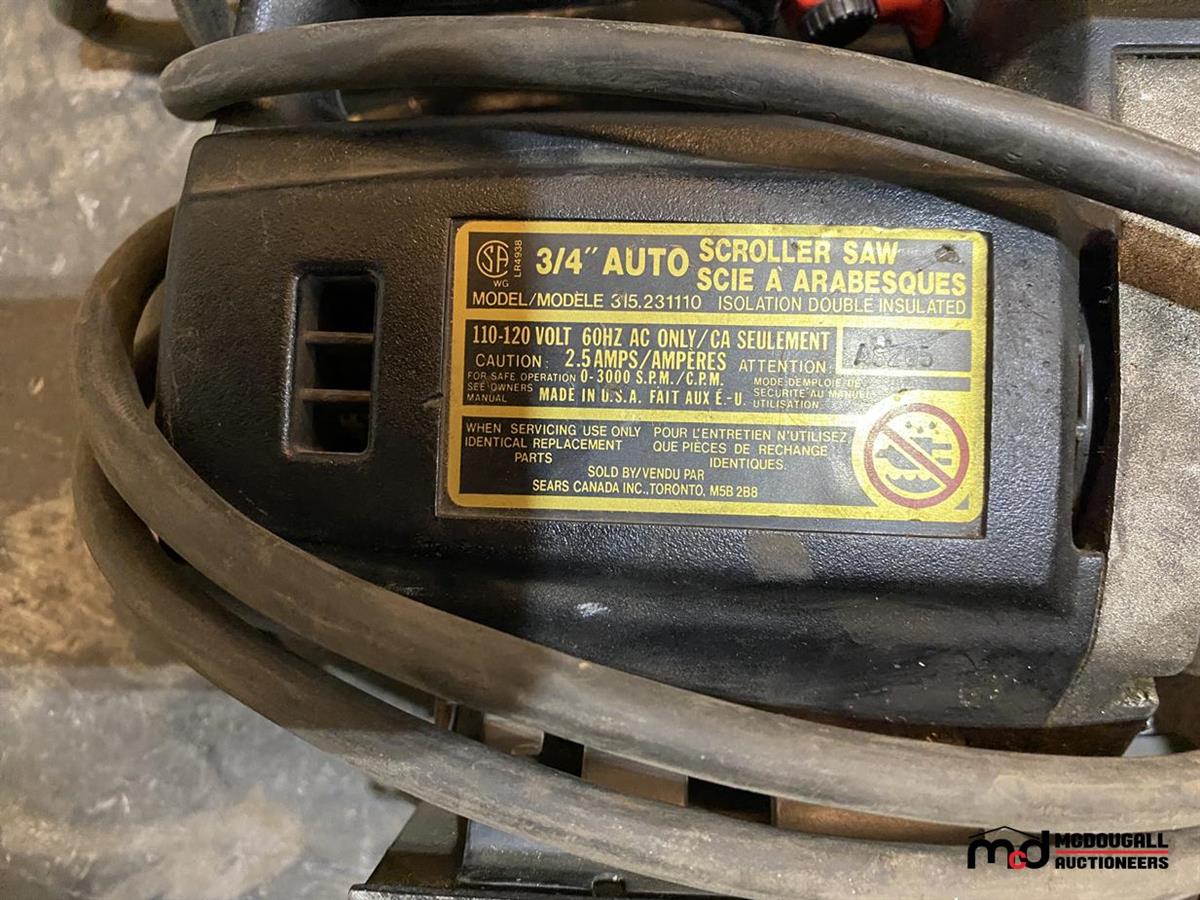 SA
WG
LR4938
3/4" AUTO SCROLLER SAW
SCIE À ARABESQUES
MODEL/MODÈLE 315.231110 ISOLATION DOUBLE INSULATED
110-120 VOLT 60HZ AC ONLY/CA SEULEMENT
CAUTION: 2.5 AMPS/AMPÈRES ATTENTION:
FOR SAFE OPERATION
SEE OWNERS
MANUAL
0-3000 S.P.M./C.P.M.
MADE IN U.S.A. FAIT AUX É.-U.
MODE D'EMPLOIE DE
SÉCURITÉ AU MANUEL
UTILISATION
WHEN SERVICING USE ONLY
IDENTICAL REPLACEMENT
PARTS
POUR L'ENTRETIEN N'UTILISEZ
QUE PIÈCES DE RECHANGE
IDENTIQUES.
SOLD BY/VENDU PAR
SEARS CANADA INC., TORONTO, M5B 2B8
mcd MCDOUGALL
AUCTIONEERS